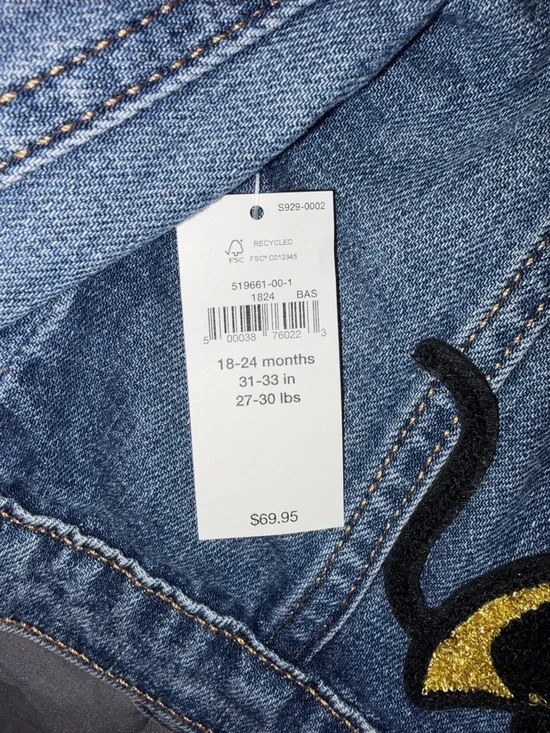 S929-0002
RECYCLED
FSC FSC® C012345
519661-00-1
1824 BAS
5 00038 76022 3
18-24 months
31-33 in
27-30 lbs
$69.95